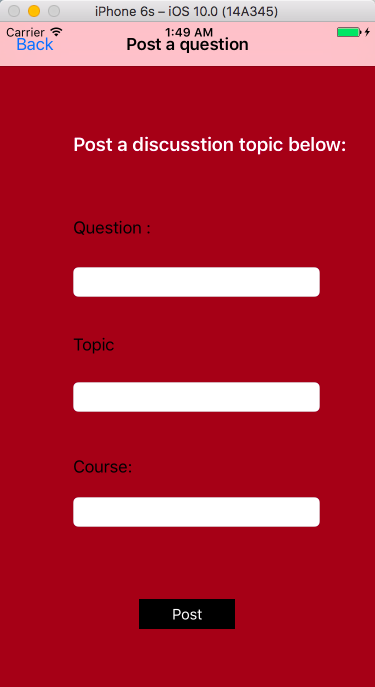 iPhone 6s – iOS 10.0 (14A345)
Carrier 1:49 AM
Back Post a question
Post a discusstion topic below:
Question :
Topic
Course:
Post